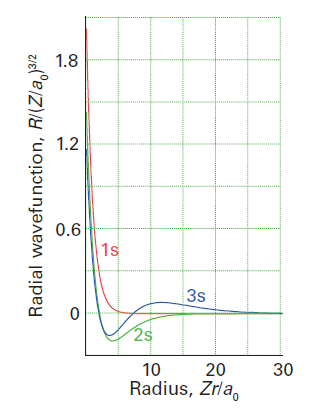 Radial wavefunction, R/(Z/a₀)³/²
1.8
1.2
0.6
0
1s
3s
2s
10
20
30
Radius, Zr/a₀